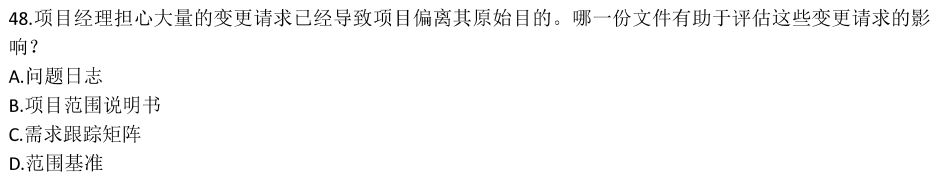 48.项目经理担心大量的变更请求已经导致项目偏离其原始目的。哪一份文件有助于评估这些变更请求的影
响？
A.问题日志
B.项目范围说明书
C.需求跟踪矩阵
D.范围基准